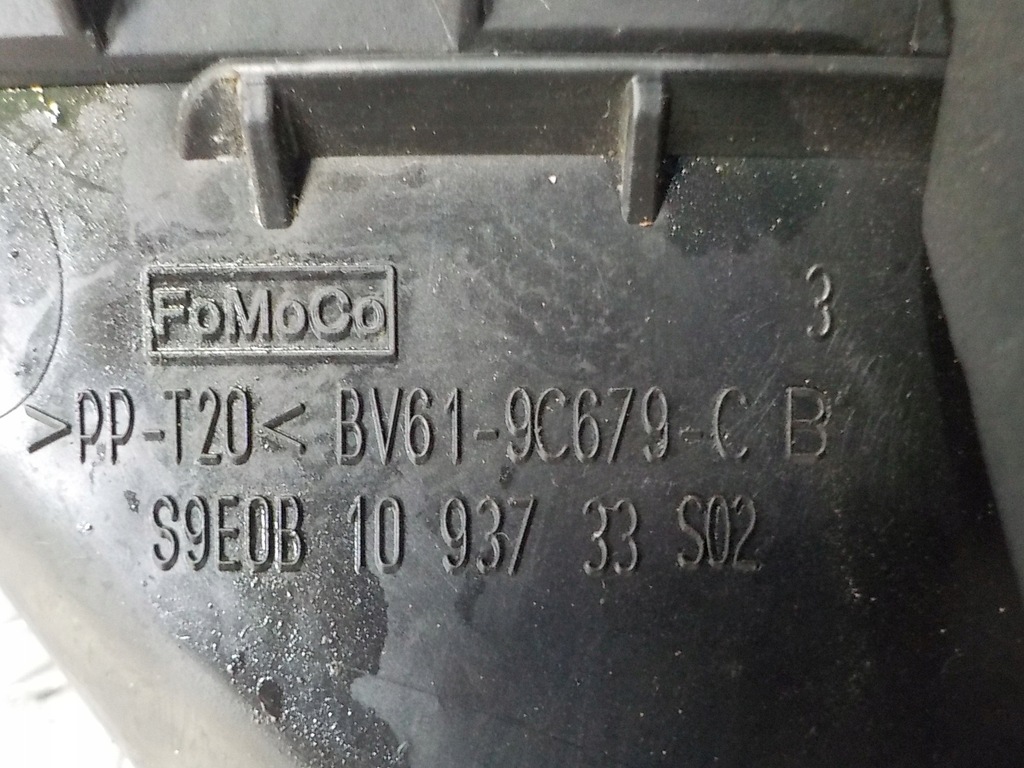 FoMoCo
3
>PP-T20< BV61-9C679-C B
S9E0B 10 937 33 S02